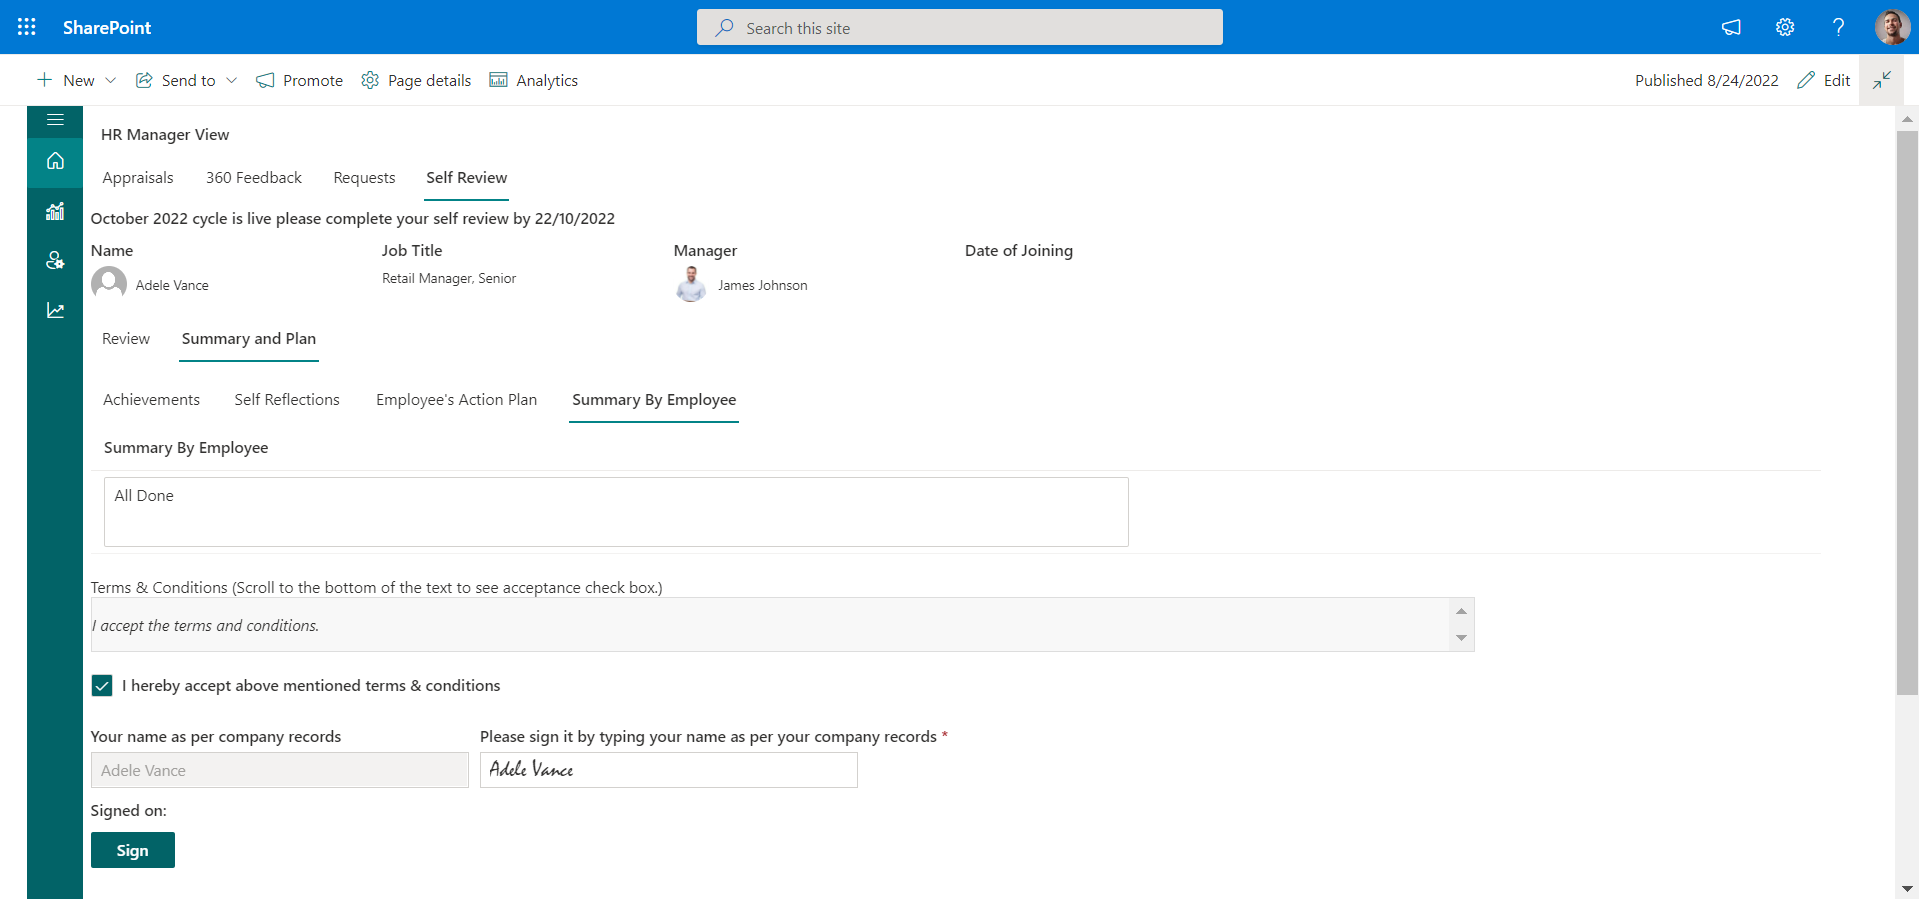 SharePoint
Search this site
?
New
Send to
Promote
Page details
Analytics
Published 8/24/2022
Edit
HR Manager View
Appraisals
360 Feedback
Requests
Self Review
October 2022 cycle is live please complete your self review by 22/10/2022
Name
Job Title
Manager
Date of Joining
Adele Vance
Retail Manager, Senior
James Johnson
Review
Summary and Plan
Achievements
Self Reflections
Employee's Action Plan
Summary By Employee
Summary By Employee
All Done
Terms & Conditions (Scroll to the bottom of the text to see acceptance check box.)
I accept the terms and conditions.
I hereby accept above mentioned terms & conditions
Your name as per company records
Please sign it by typing your name as per your company records *
Adele Vance
Adele Vance
Signed on:
Sign